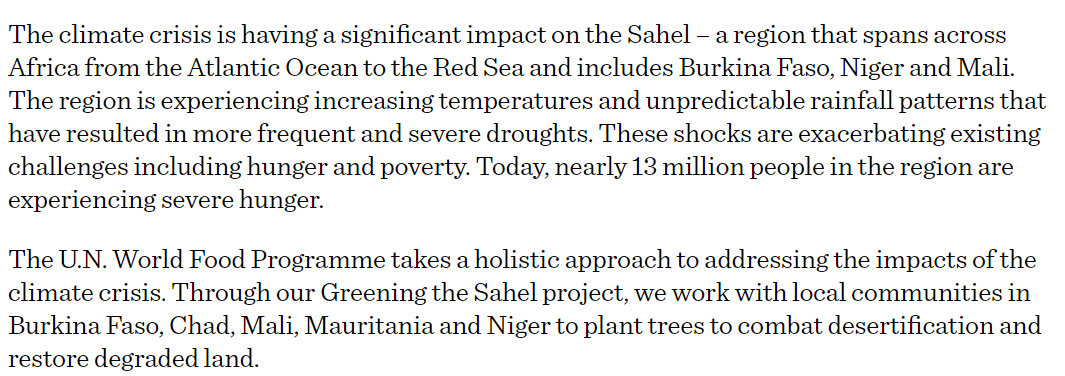 The climate crisis is having a significant impact on the Sahel – a region that spans across
Africa from the Atlantic Ocean to the Red Sea and includes Burkina Faso, Niger and Mali.
The region is experiencing increasing temperatures and unpredictable rainfall patterns that
have resulted in more frequent and severe droughts. These shocks are exacerbating existing
challenges including hunger and poverty. Today, nearly 13 million people in the region are
experiencing severe hunger.
The U.N. World Food Programme takes a holistic approach to addressing the impacts of the
climate crisis. Through our Greening the Sahel project, we work with local communities in
Burkina Faso, Chad, Mali, Mauritania and Niger to plant trees to combat desertification and
restore degraded land.